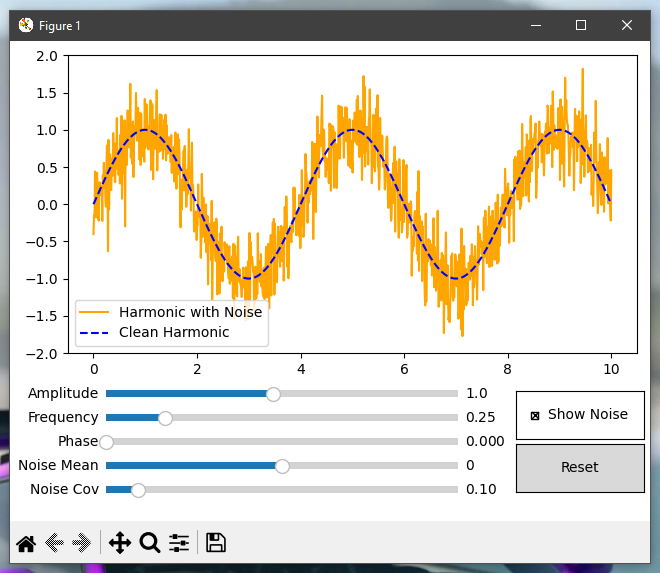 Figure 1
2.0
1.5
1.0
0.5
0.0
−0.5
−1.0
−1.5
−2.0
Harmonic with Noise
Clean Harmonic
0 2 4 6 8 10
Amplitude 1.0
Frequency 0.25
Phase 0.000
Noise Mean 0
Noise Cov 0.10
Show Noise
Reset